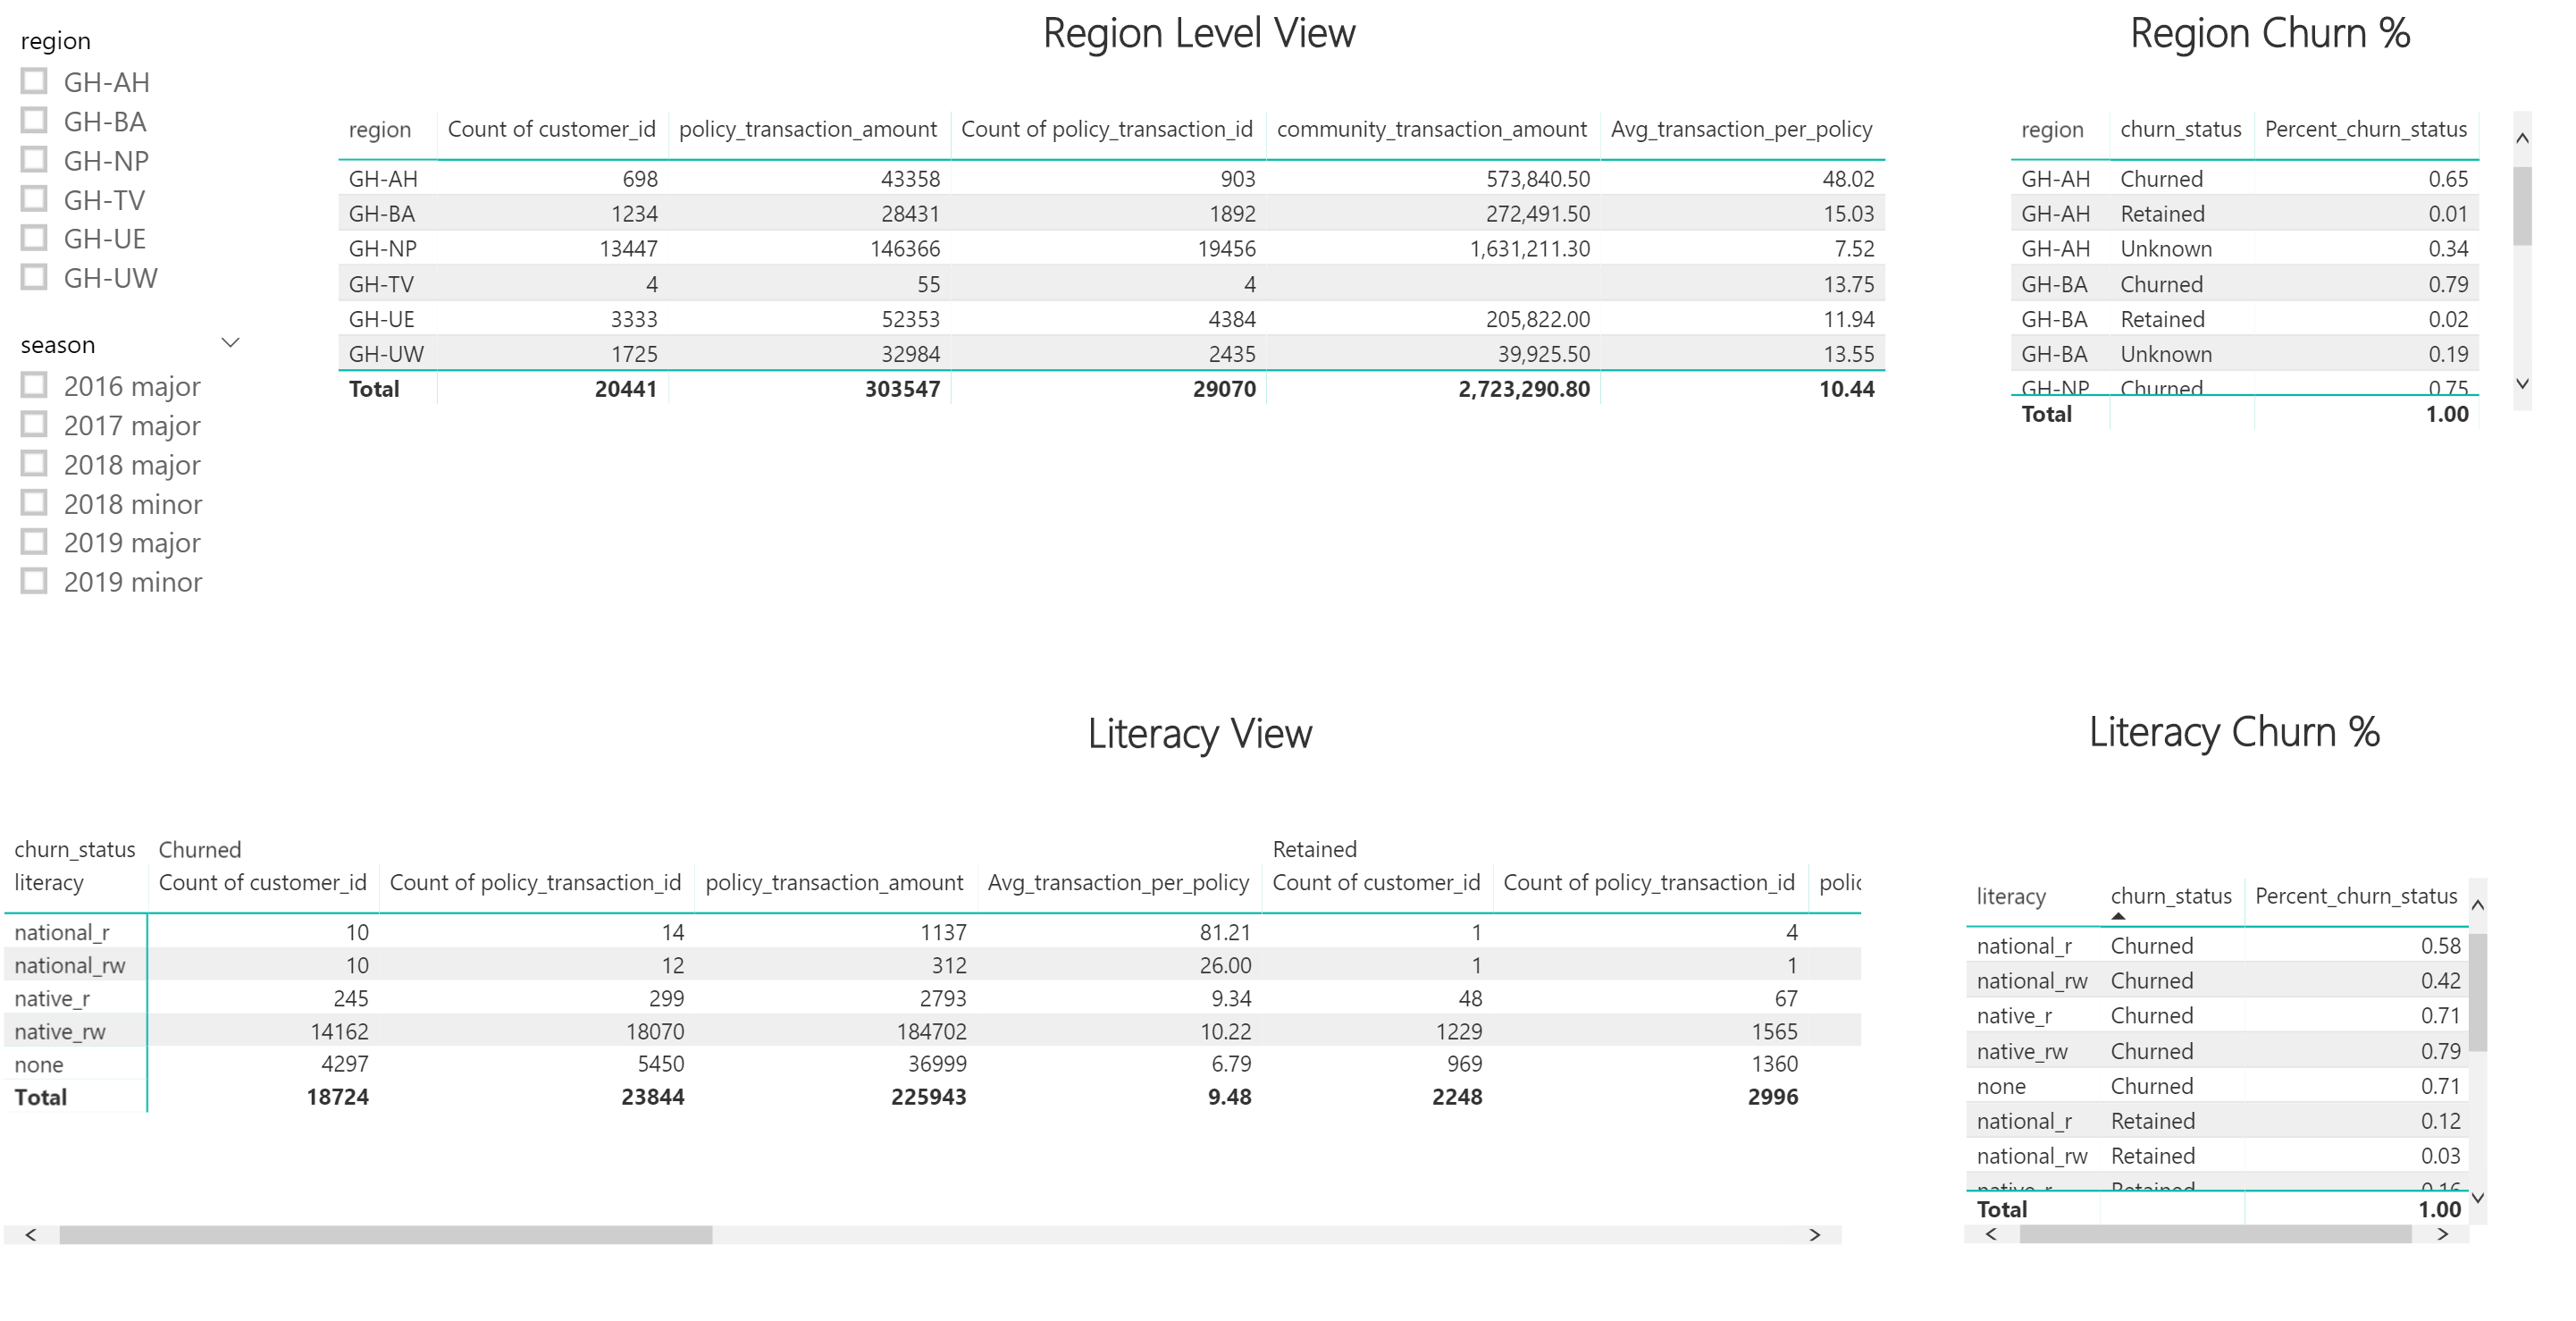 Region Level View
Region Churn %
region
GH-AH
GH-BA
GH-NP
GH-TV
GH-UE
GH-UW
season
2016 major
2017 major
2018 major
2018 minor
2019 major
2019 minor
region Count of customer_id policy_transaction_amount Count of policy_transaction_id community_transaction_amount Avg_transaction_per_policy
GH-AH 698 43358 903 573,840.50 48.02
GH-BA 1234 28431 1892 272,491.50 15.03
GH-NP 13447 146366 19456 1,631,211.30 7.52
GH-TV 4 55 4 13.75
GH-UE 3333 52353 4384 205,822.00 11.94
GH-UW 1725 32984 2435 39,925.50 13.55
Total 20441 303547 29070 2,723,290.80 10.44
region churn_status Percent_churn_status
GH-AH Churned 0.65
GH-AH Retained 0.01
GH-AH Unknown 0.34
GH-BA Churned 0.79
GH-BA Retained 0.02
GH-BA Unknown 0.19
GH-NP Churned 0.75
Total 1.00
Literacy View
Literacy Churn %
churn_status Churned Retained
literacy Count of customer_id Count of policy_transaction_id policy_transaction_amount Avg_transaction_per_policy Count of customer_id Count of policy_transaction_id polic
national_r 10 14 1137 81.21 1 4
national_rw 10 12 312 26.00 1 1
native_r 245 299 2793 9.34 48 67
native_rw 14162 18070 184702 10.22 1229 1565
none 4297 5450 36999 6.79 969 1360
Total 18724 23844 225943 9.48 2248 2996
literacy churn_status Percent_churn_status
national_r Churned 0.58
national_rw Churned 0.42
native_r Churned 0.71
native_rw Churned 0.79
none Churned 0.71
national_r Retained 0.12
national_rw Retained 0.03
native_r Retained 0.16
Total 1.00